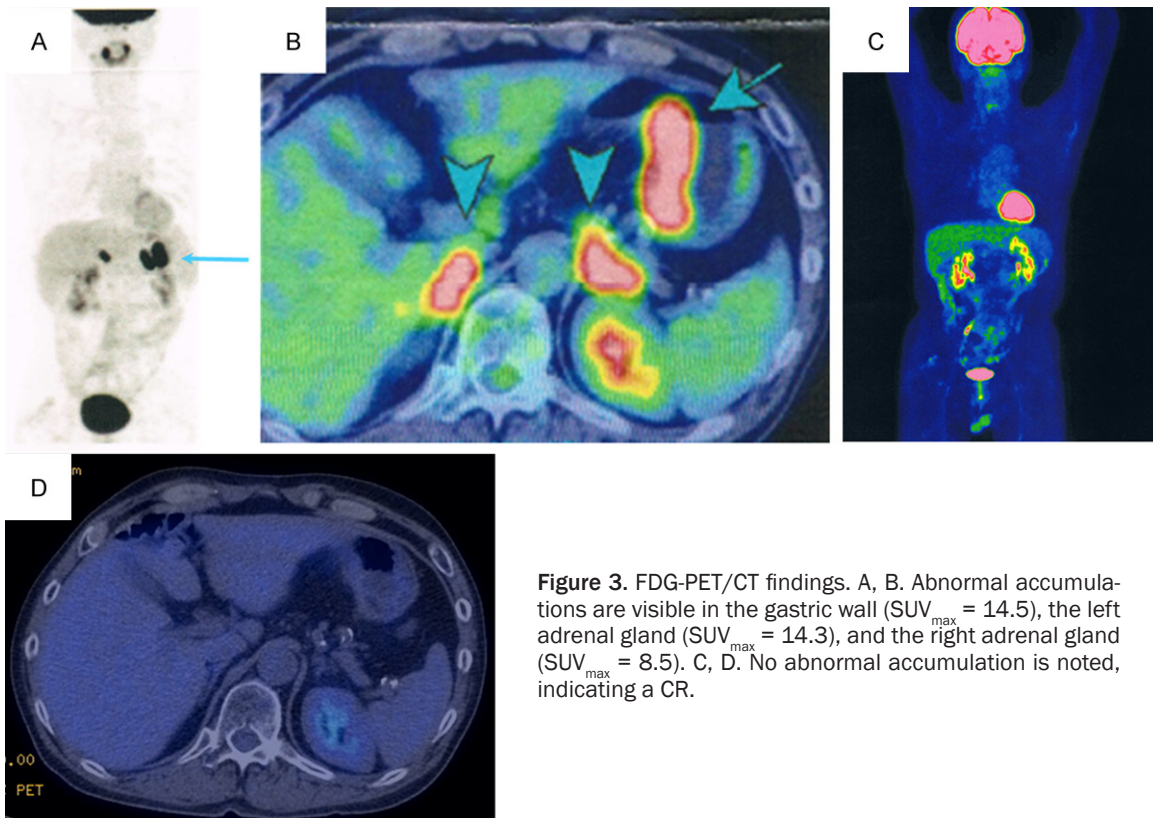 A
B
C
D
m
.00
PET
Figure 3. FDG-PET/CT findings. A, B. Abnormal accumula-
tions are visible in the gastric wall (SUVmax = 14.5), the left
adrenal gland (SUVmax = 14.3), and the right adrenal gland
(SUVmax = 8.5). C, D. No abnormal accumulation is noted,
indicating a CR.